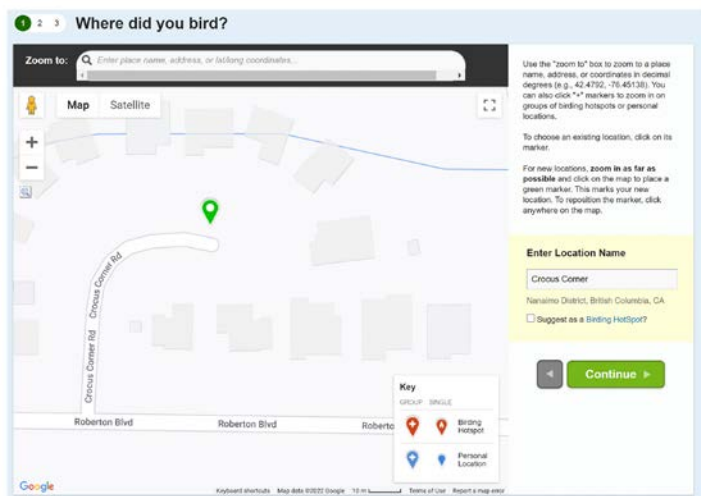 1 2 3 Where did you bird?
Zoom to: Enter place name, address, or lat/long coordinates...
Map Satellite
Use the "zoom to" box to zoom to a place
name, address, or coordinates in decimal
degrees (e.g., 42.4792, -76.45138). You
can also click "+" markers to zoom in on
groups of birding hotspots or personal
locations.
To choose an existing location, click on its
marker.
For new locations, zoom in as far as
possible and click on the map to place a
green marker. This marks your new
location. To reposition the marker, click
anywhere on the map.
Enter Location Name
Crocus Corner
Nanaimo District, British Columbia, CA
Suggest as a Birding HotSpot?
Continue
Crocus Corner Rd
Crocus Corner Rd
Roberton Blvd
Roberton Blvd
Roberto
Key
GROUP SINGLE
Birding
Hotspot
Personal
Location
Google
Keyboard shortcuts Map data ©2022 Google 10 m Terms of Use Report a map error